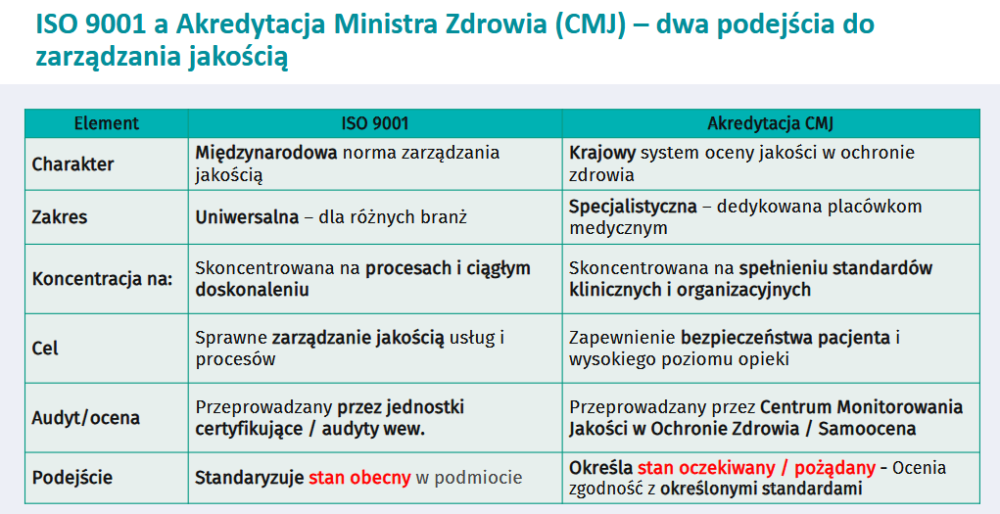 ISO 9001 a Akredytacja Ministra Zdrowia (CMJ) – dwa podejścia do
zarządzania jakością
Element ISO 9001 Akredytacja CMJ
Charakter
Międzynarodowa norma zarządzania
jakością
Krajowy system oceny jakości w ochronie
zdrowia
Zakres
Uniwersalna – dla różnych branż
Specjalistyczna – dedykowana placówkom
medycznym
Koncentracja na:
Skoncentrowana na procesach i ciągłym
doskonaleniu
Skoncentrowana na spełnieniu standardów
klinicznych i organizacyjnych
Cel
Sprawne zarządzanie jakością usług i
procesów
Zapewnienie bezpieczeństwa pacjenta i
wysokiego poziomu opieki
Audyt/ocena
Przeprowadzany przez jednostki
certyfikujące / audyty wew.
Przeprowadzany przez Centrum Monitorowania
Jakości w Ochronie Zdrowia / Samoocena
Podejście
Standaryzuje stan obecny w podmiocie
Określa stan oczekiwany / pożądany - Ocenia
zgodność z określonymi standardami